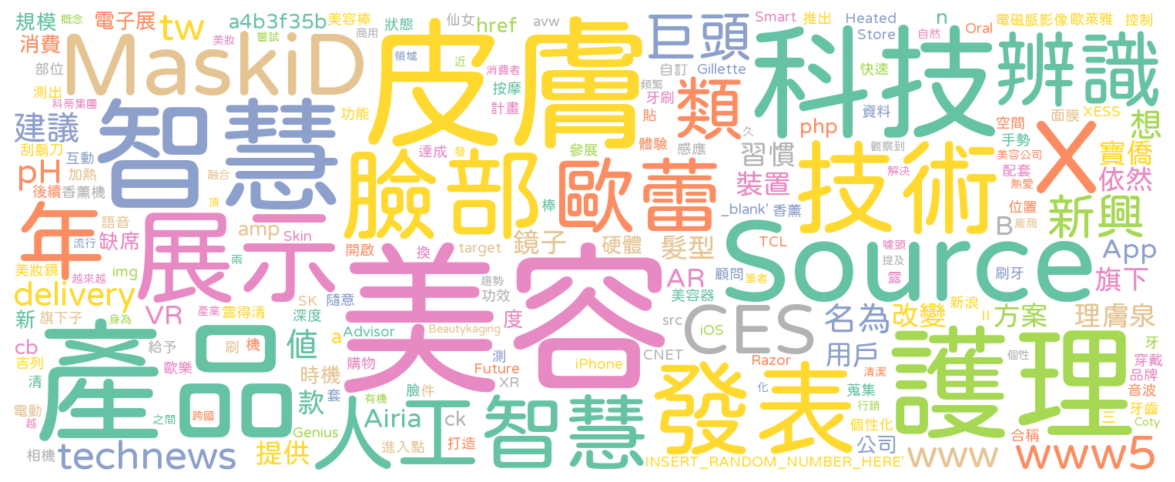 規模 電子展 tw a4b3f35b 美容棒 狀態 仙女 href avw 巨頭 Smart 推出 Heated n 電磁脈影像 歐萊雅 控制
消費 MaskiD 美妝 嘗試 商用 領域 皮膚 近 消費者 自訂 Gillette Store 自然 Oral 科技 辨識
部位 測出 科蒂集團 按摩 頻繁 牙刷 類 快速
建議 刮鬍刀 智慧 功能 計畫 貼 資料 php 空間 面膜 XESS 想
pH 互動 加熱 達成 發 參展 體驗 感應 習慣 久 觀察到 手勢 美容公司 配套 寶僑
後續 香薰機 融合 頂 臉部 棒 歐蕾 裝置 技術 解決 熱愛 X 依然
年 語音 _blank' 香薰 位置 B 廠商 新興
流行 缺席 展示 amp 開啟 換 target 鏡子 硬體 髮型 TCL 噱頭 提及 App
美妝鏡 越來越 img Skin 兩 趨勢 AR 顧問 筆者 露 Source 刷牙 旗下
delivery VR 產業 露得清 SK 隨意 功效 美容器 新浪 II
新 旗下子 身為 深度 度 src iOS CES 名為 改變 概念 方案 理膚泉
cb 給予 值 a Advisor Beautykaging 美容 CNET 用戶 個性 牙
吉列 產品 刷 機 購物 測 Future iPhone Razor 清潔 護理 穿戴
清 歐樂 時機 臉 件 XR 化 蒐集 品牌
電動 越 之間 跨國 款 套 有機 Airia ck 發表 行銷 音波
Genius 人工智慧 打造 個性化 三 牙齒 Coty
相機 technews 提供 進入點 INSERT_RANDOM_NUMBER_HERE' 公司 www 合稱 www5